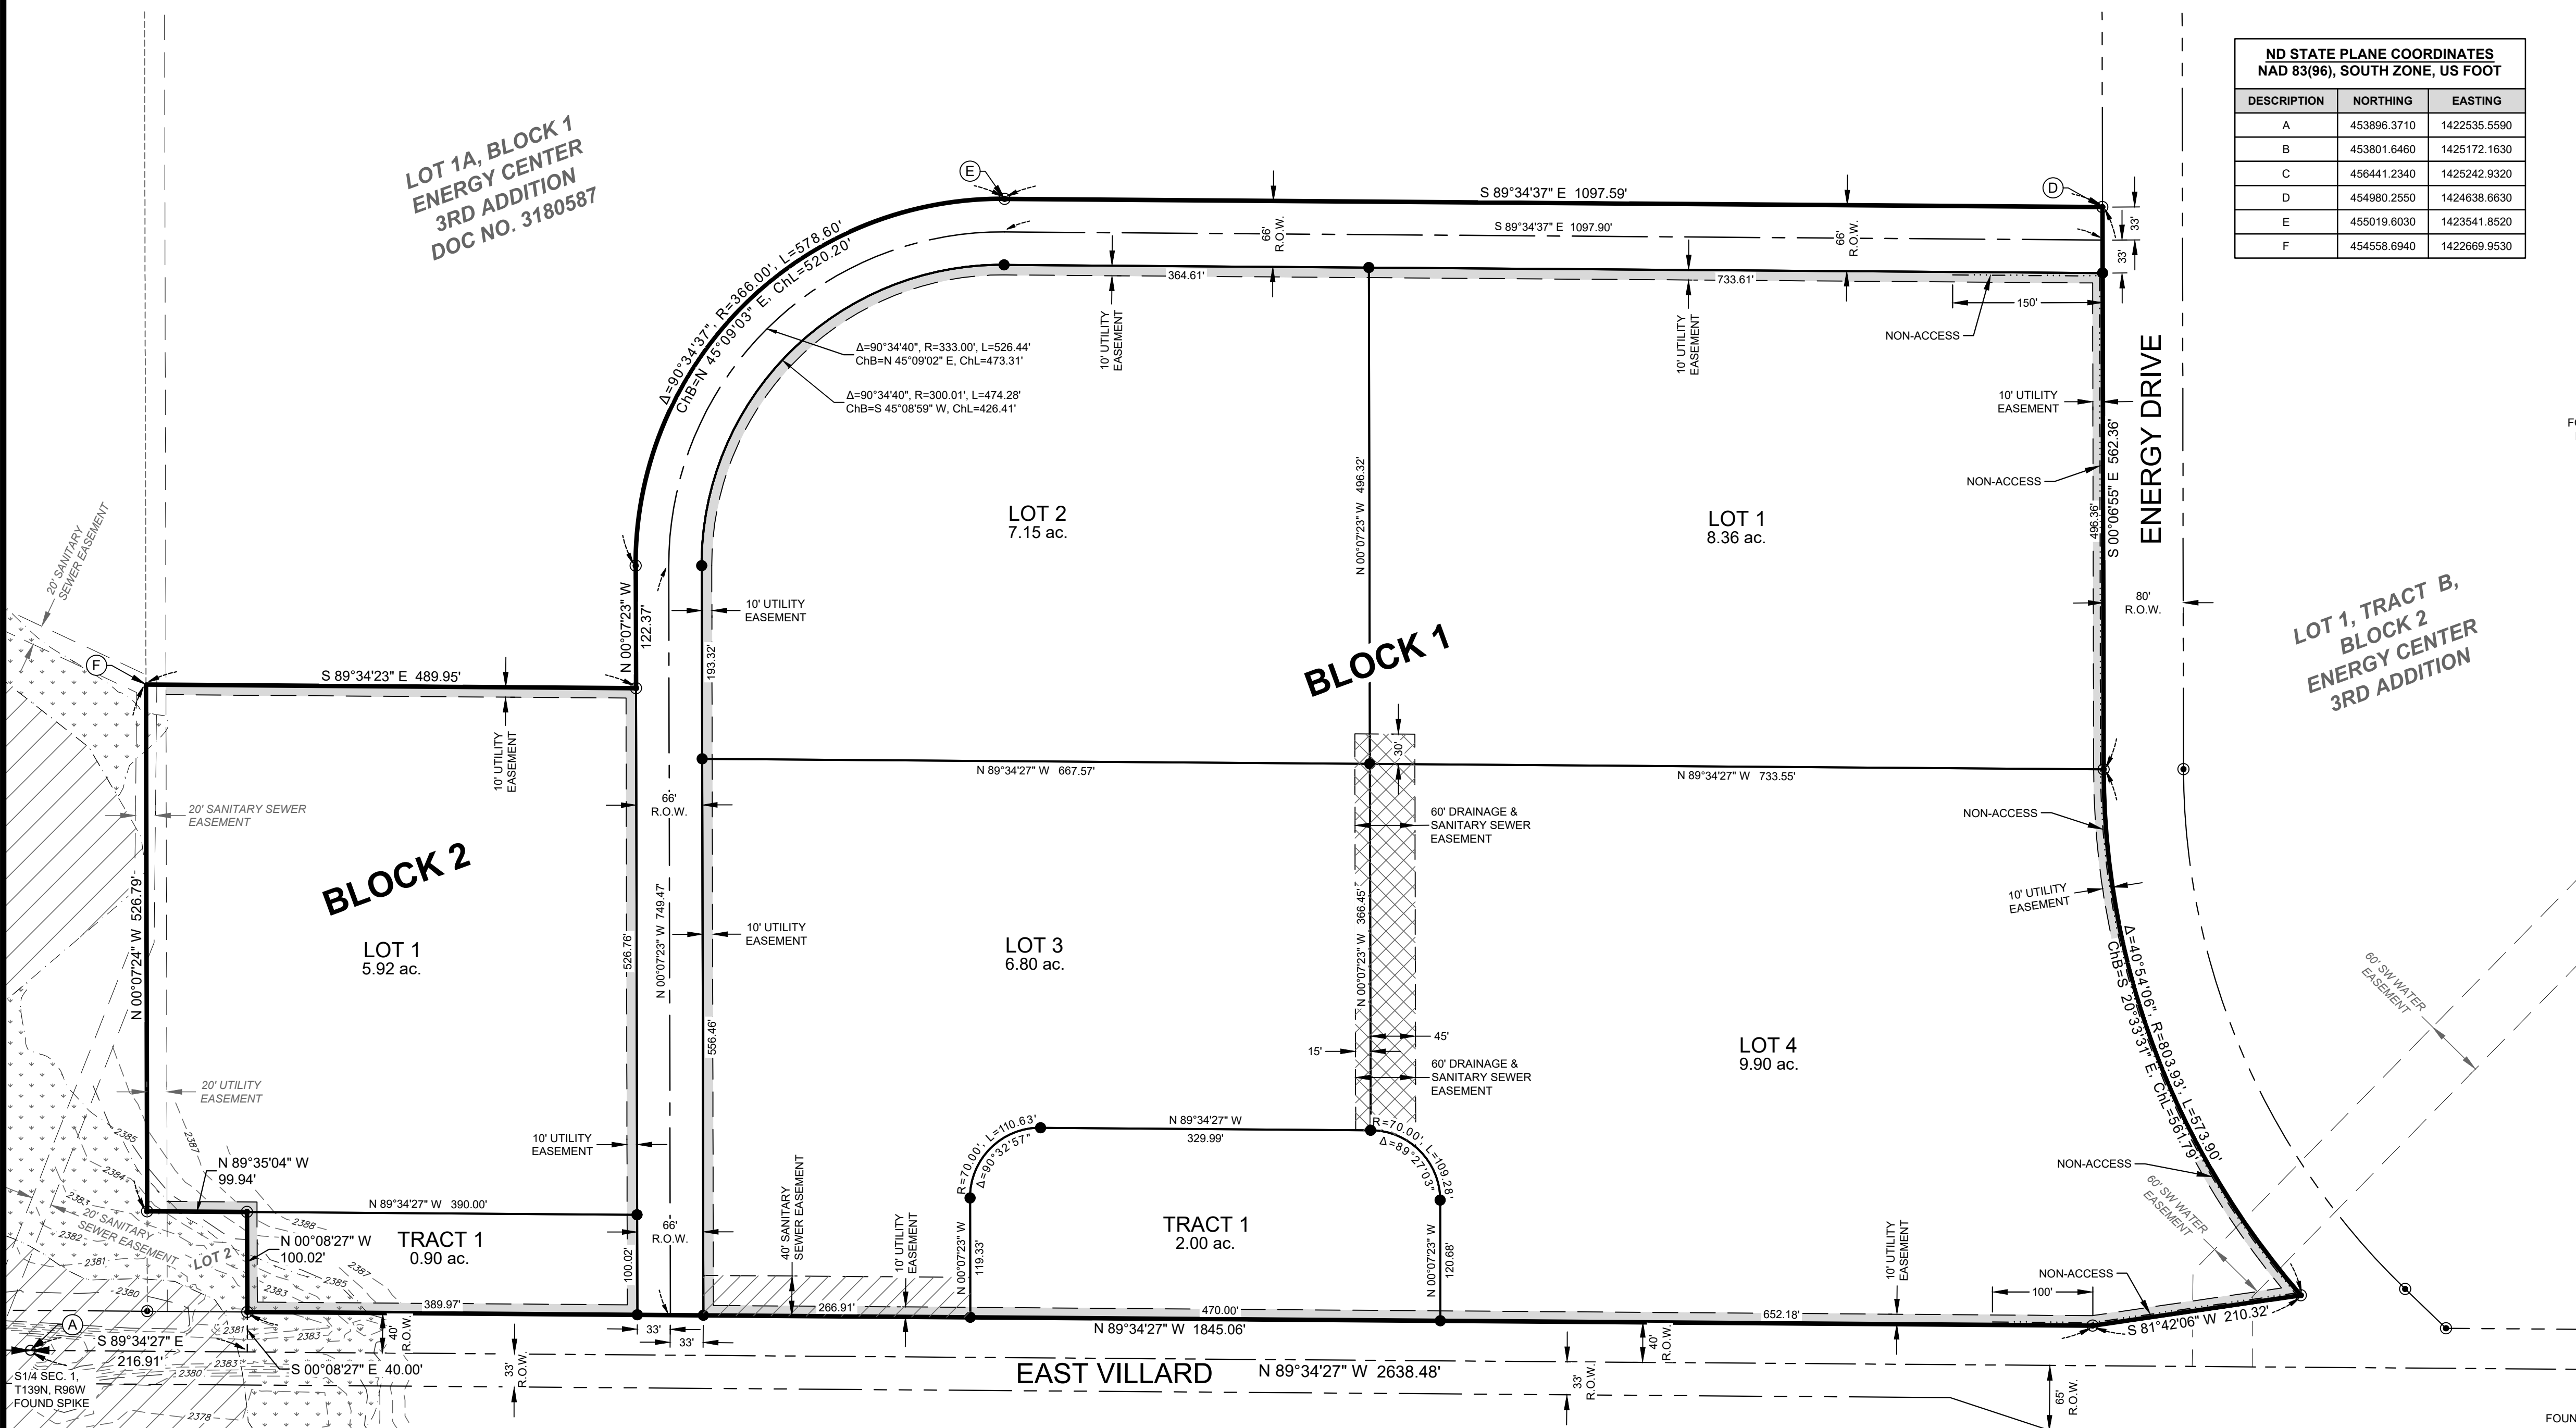 ND STATE PLANE COORDINATES
NAD 83(96), SOUTH ZONE, US FOOT
DESCRIPTION NORTHING EASTING
A 453896.3710 1422535.5590
B 453801.6460 1425172.1630
C 456441.2340 1425242.9320
D 454980.2550 1424638.6630
E 455019.6030 1423541.8520
F 454558.6940 1422669.9530
LOT 1A, BLOCK 1
ENERGY CENTER
3RD ADDITION
DOC NO. 3180587
E
S 89°34'37" E 1097.59'
D
33'
33'
66'
R.O.W.
S 89°34'37" E 1097.90'
66'
R.O.W.
364.61'
733.61'
150'
NON-ACCESS
10' UTILITY
EASEMENT
10' UTILITY
EASEMENT
Δ=90°34'37", R=366.00', L=578.60'
ChB=N 45°09'03" E, ChL=520.20'
Δ=90°34'40", R=333.00', L=526.44'
ChB=N 45°09'02" E, ChL=473.31'
Δ=90°34'40", R=300.01', L=474.28'
ChB=S 45°08'59" W, ChL=426.41'
10' UTILITY
EASEMENT
ENERGY DRIVE
S 00°06'55" E 562.36'
496.36'
NON-ACCESS
FO
LOT 2
7.15 ac.
N 00°07'23" W 496.32'
LOT 1
8.36 ac.
20' SANITARY
SEWER EASEMENT
N 00°07'23" W
122.37'
10' UTILITY
EASEMENT
80'
R.O.W.
LOT 1, TRACT B,
BLOCK 2
ENERGY CENTER
3RD ADDITION
BLOCK 1
F
S 89°34'23" E 489.95'
193.32'
10' UTILITY
EASEMENT
30'
N 89°34'27" W 667.57'
N 89°34'27" W 733.55'
66'
R.O.W.
20' SANITARY SEWER
EASEMENT
60' DRAINAGE &
SANITARY SEWER
EASEMENT
NON-ACCESS
BLOCK 2
N 00°07'24" W 526.79'
10' UTILITY
EASEMENT
526.76'
N 00°07'23" W 749.47'
10' UTILITY
EASEMENT
N 00°07'23" W 366.45'
LOT 1
5.92 ac.
LOT 3
6.80 ac.
Δ=40°54'06", R=803.93', L=573.90'
ChB=S 20°33'31" E, ChL=561.79'
60' SW WATER
EASEMENT
556.46'
45'
15'
LOT 4
9.90 ac.
60' DRAINAGE &
SANITARY SEWER
EASEMENT
20' UTILITY
EASEMENT
2385
2387
10' UTILITY
EASEMENT
N 89°34'27" W
329.99'
R=70.00', L=110.63'
Δ=90°32'57"
R=70.00', L=109.28'
Δ=89°27'03"
N 89°35'04" W
99.94'
2384
2383
NON-ACCESS
60' SW WATER
EASEMENT
N 89°34'27" W 390.00'
20' SANITARY
SEWER EASEMENT
2388
2382
N 00°08'27" W
100.02'
TRACT 1
0.90 ac.
66'
R.O.W.
40' SANITARY
SEWER EASEMENT
10' UTILITY
EASEMENT
N 00°07'23" W
119.33'
TRACT 1
2.00 ac.
N 00°07'23" W
120.68'
10' UTILITY
EASEMENT
LOT 2
2381
2387
2385
2380
2383
100.02'
NON-ACCESS
100'
389.97'
266.91'
470.00'
652.18'
S 81°42'06" W 210.32'
A
S 89°34'27" E
216.91'
2381
2383
40'
R.O.W.
33'
33'
N 89°34'27" W 1845.06'
40'
R.O.W.
S 00°08'27" E 40.00'
2383
2380
33'
R.O.W.
EAST VILLARD
N 89°34'27" W 2638.48'
33'
R.O.W.
65'
R.O.W.
S1/4 SEC. 1,
T139N, R96W
FOUND SPIKE
2378
FOUN